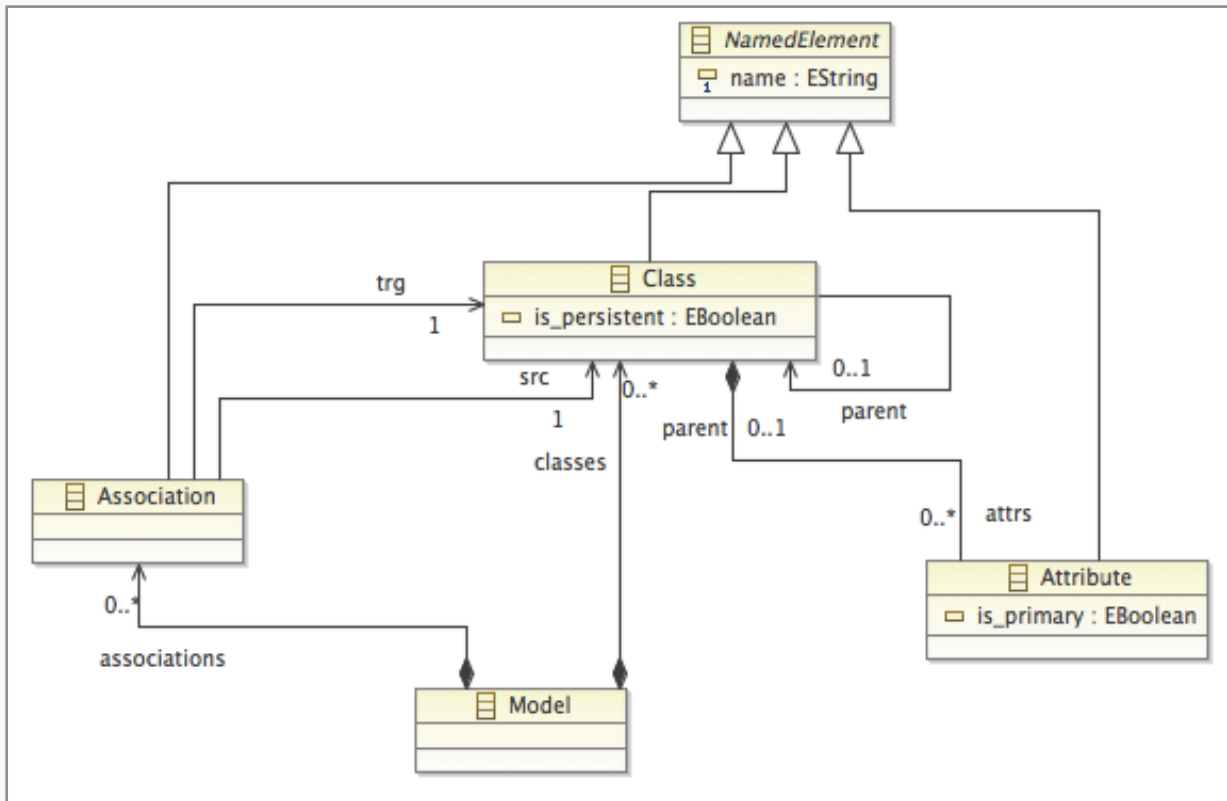 NamedElement
name : EString
1
Class
is_persistent : EBoolean
trg
1
src
1
0..*
classes
parent
0..1
0..1
parent
Association
0..*
attrs
Attribute
is_primary : EBoolean
0..*
associations
Model